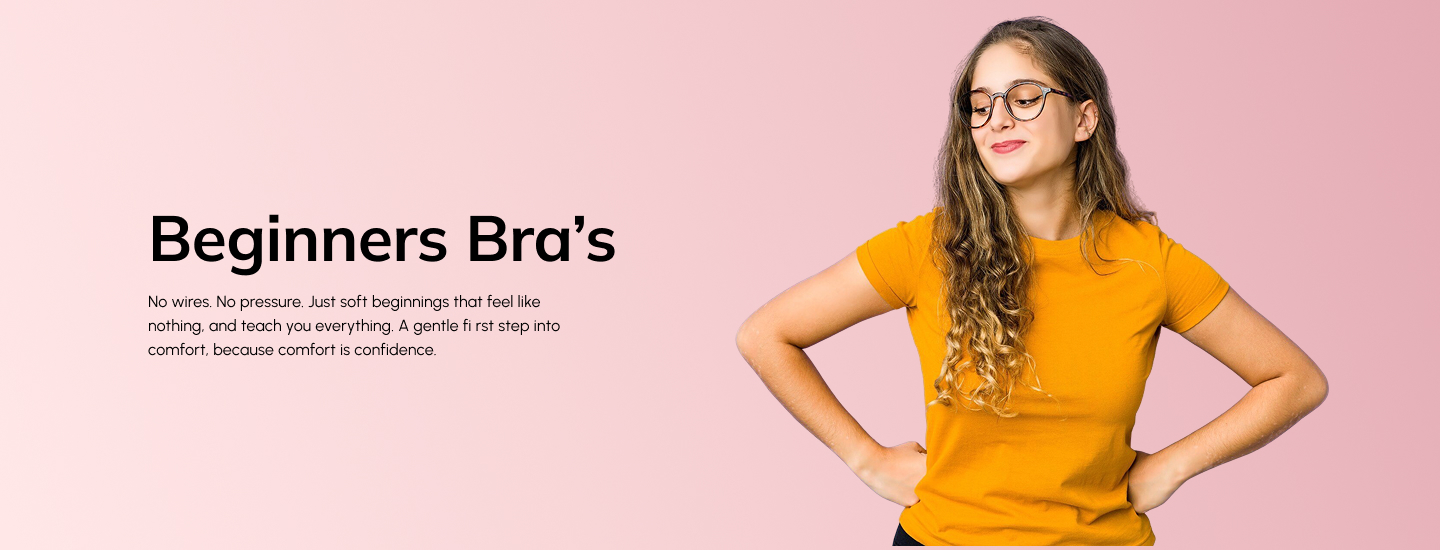 Beginners Bra’s
No wires. No pressure. Just soft beginnings that feel like
nothing, and teach you everything. A gentle fi rst step into
comfort, because comfort is confidence.